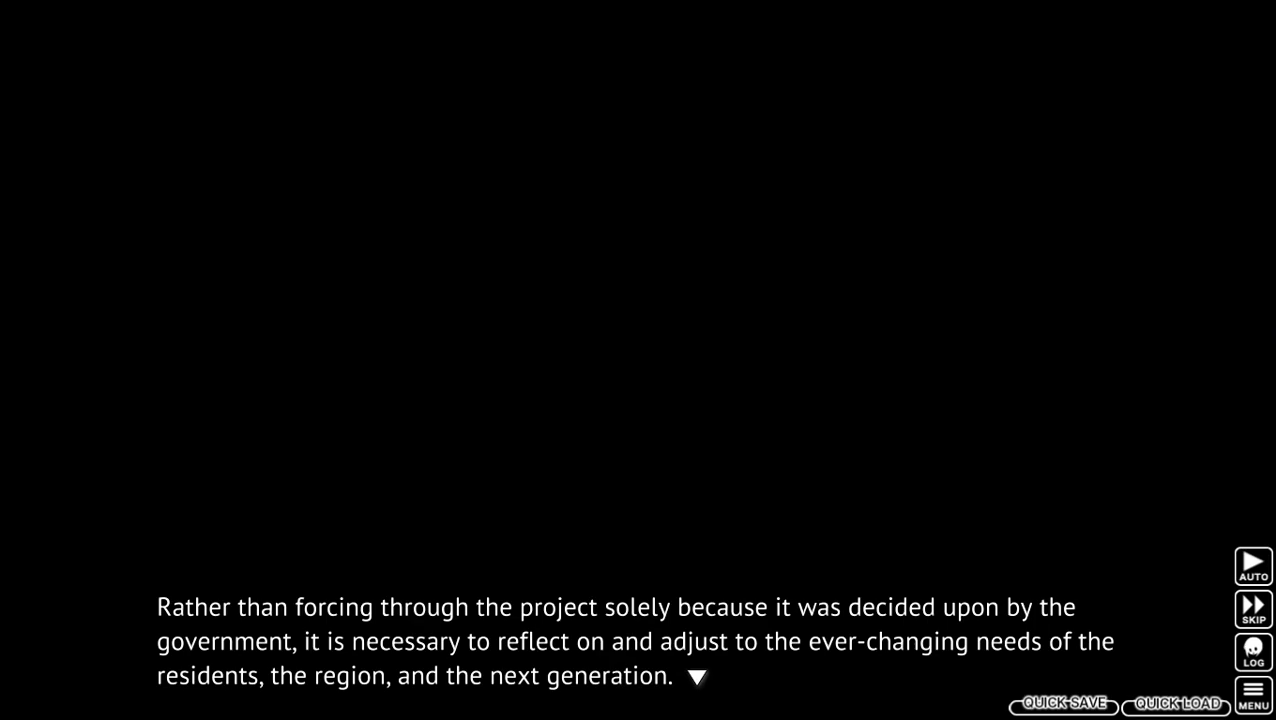 Rather than forcing through the project solely because it was decided upon by the
government, it is necessary to reflect on and adjust to the ever-changing needs of the
residents, the region, and the next generation.
AUTO
SKIP
LOG
MENU
QUICK SAVE
QUICK LOAD